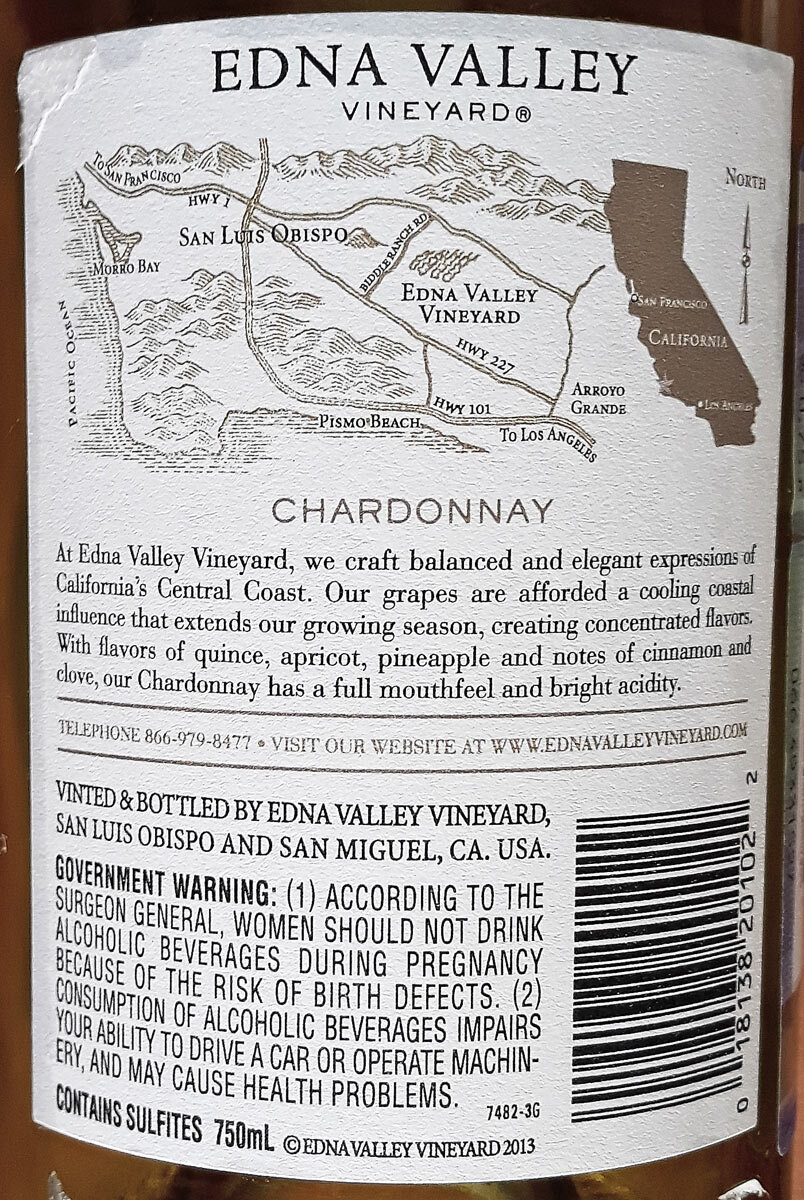 EDNA VALLEY
VINEYARD®
TO SAN FRANCISCO
HWY 1
NORTH
SAN LUIS OBISPO
BIDDLE RANCH RD
MORRO BAY
EDNA VALLEY
VINEYARD
SAN FRANCISCO
CALIFORNIA
PACIFIC OCEAN
HWY 227
ARROYO
GRANDE
LOS ANGELES
HWY 101
PISMO BEACH
TO LOS ANGELES
CHARDONNAY
At Edna Valley Vineyard, we craft balanced and elegant expressions of
California's Central Coast. Our grapes are afforded a cooling coastal
influence that extends our growing season, creating concentrated flavors.
With flavors of quince, apricot, pineapple and notes of cinnamon and
clove, our Chardonnay has a full mouthfeel and bright acidity.
TELEPHONE 866-979-8477 • VISIT OUR WEBSITE AT WWW.EDNAVALLEYVINEYARD.COM
VINTED & BOTTLED BY EDNA VALLEY VINEYARD,
SAN LUIS OBISPO AND SAN MIGUEL, CA. USA.
GOVERNMENT WARNING: (1) ACCORDING TO THE
SURGEON GENERAL, WOMEN SHOULD NOT DRINK
ALCOHOLIC BEVERAGES DURING PREGNANCY
BECAUSE OF THE RISK OF BIRTH DEFECTS. (2)
CONSUMPTION OF ALCOHOLIC BEVERAGES IMPAIRS
YOUR ABILITY TO DRIVE A CAR OR OPERATE MACHIN-
ERY, AND MAY CAUSE HEALTH PROBLEMS.
7482-3G
CONTAINS SULFITES 750mL © EDNA VALLEY VINEYARD 2013
0 18138 20102 2